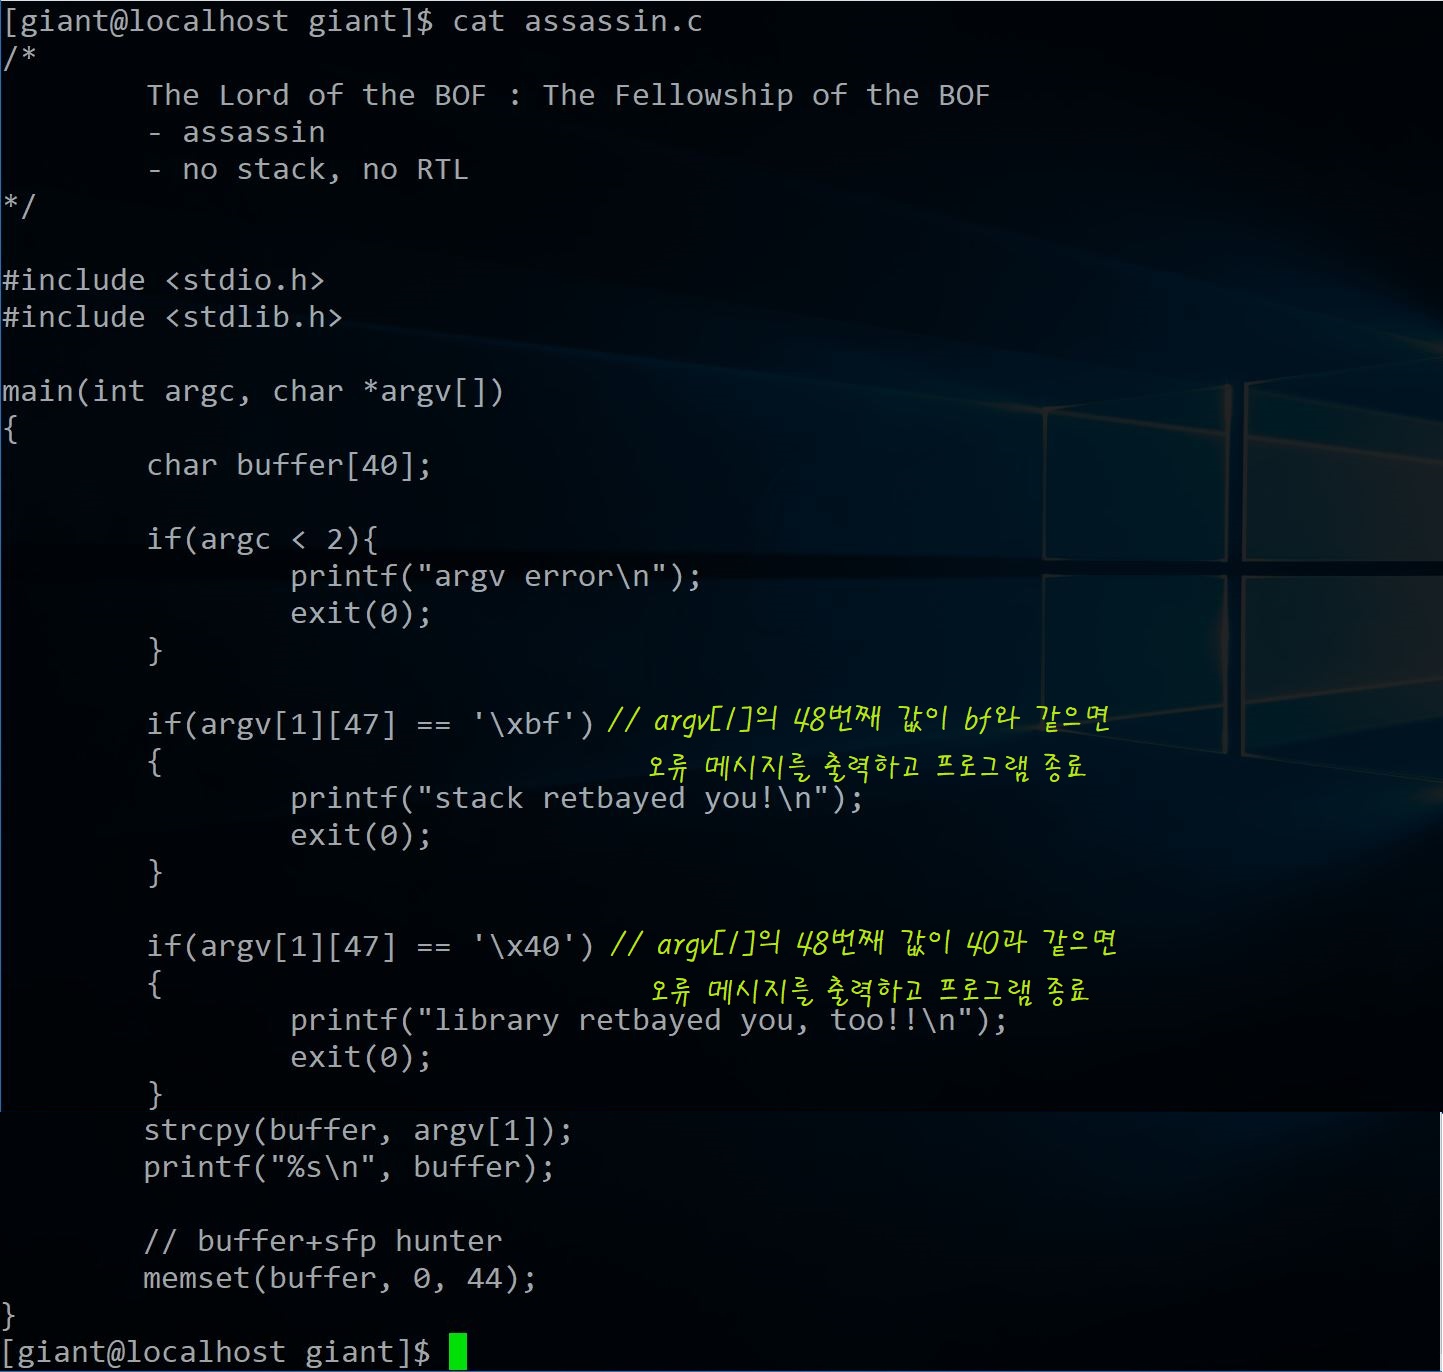 [giant@localhost giant]$ cat assassin.c
/*
        The Lord of the BOF : The Fellowship of the BOF
        - assassin
        - no stack, no RTL
*/

#include <stdio.h>
#include <stdlib.h>

main(int argc, char *argv[])
{
        char buffer[40];

        if(argc < 2){
                printf("argv error\n");
                exit(0);
        }

        if(argv[1][47] == '\xbf') // argv[1]의 48번째 값이 bf와 같으면
        {                           오류 메시지를 출력하고 프로그램 종료
                printf("stack retbayed you!\n");
                exit(0);
        }

        if(argv[1][47] == '\x40') // argv[1]의 48번째 값이 40과 같으면
        {                           오류 메시지를 출력하고 프로그램 종료
                printf("library retbayed you, too!!\n");
                exit(0);
        }
        strcpy(buffer, argv[1]);
        printf("%s\n", buffer);

        // buffer+sfp hunter
        memset(buffer, 0, 44);
}
[giant@localhost giant]$